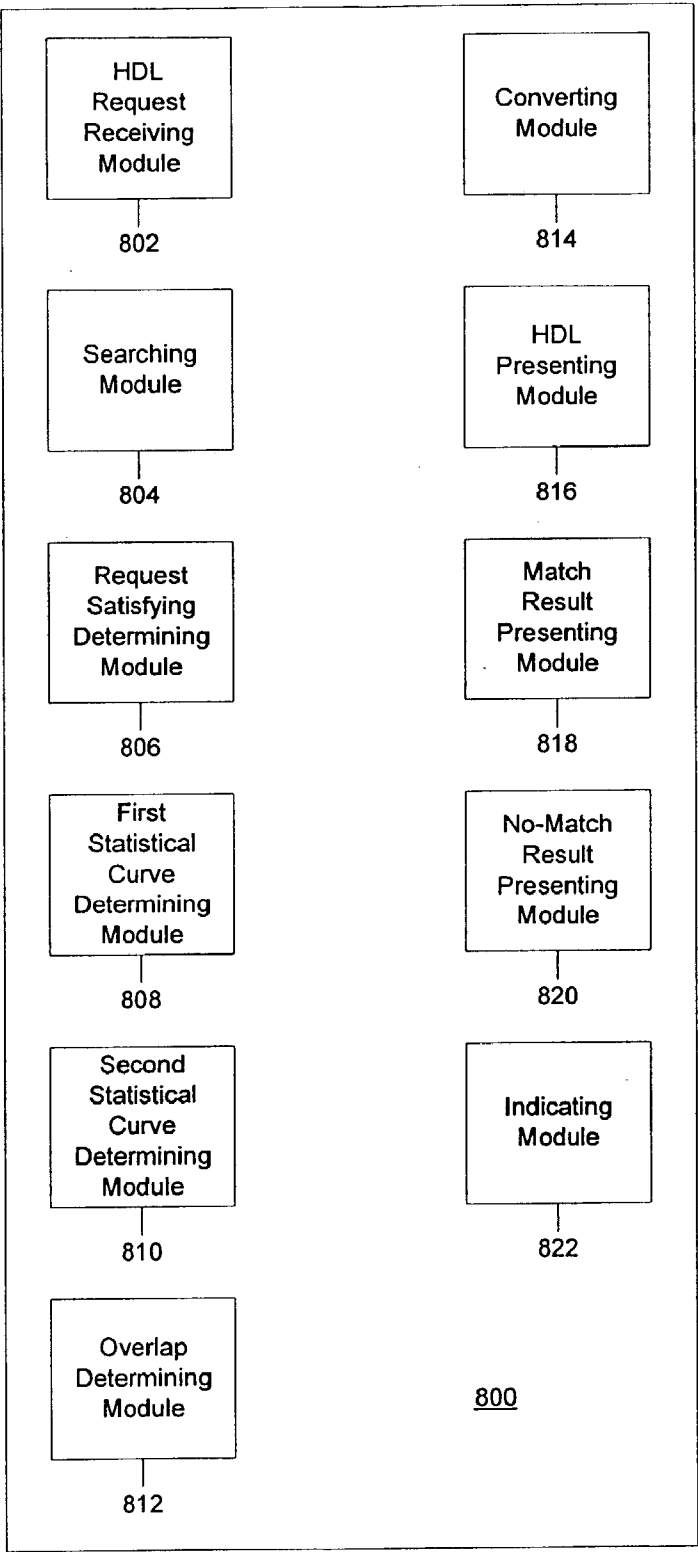 HDL
Request
Receiving
Module
802
Searching
Module
804
Request
Satisfying
Determining
Module
806
First
Statistical
Curve
Determining
Module
808
Second
Statistical
Curve
Determining
Module
810
Overlap
Determining
Module
812
Converting
Module
814
HDL
Presenting
Module
816
Match
Result
Presenting
Module
818
No-Match
Result
Presenting
Module
820
Indicating
Module
822
800